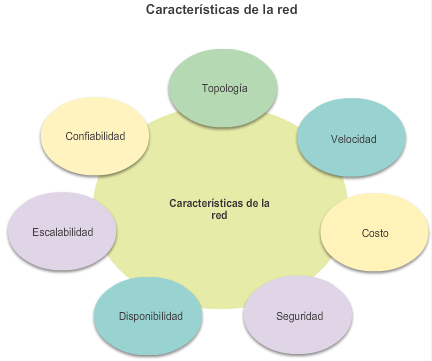 Características de la red
Topología
Confiabilidad
Velocidad
Características de la
red
Escalabilidad
Costo
Disponibilidad
Seguridad